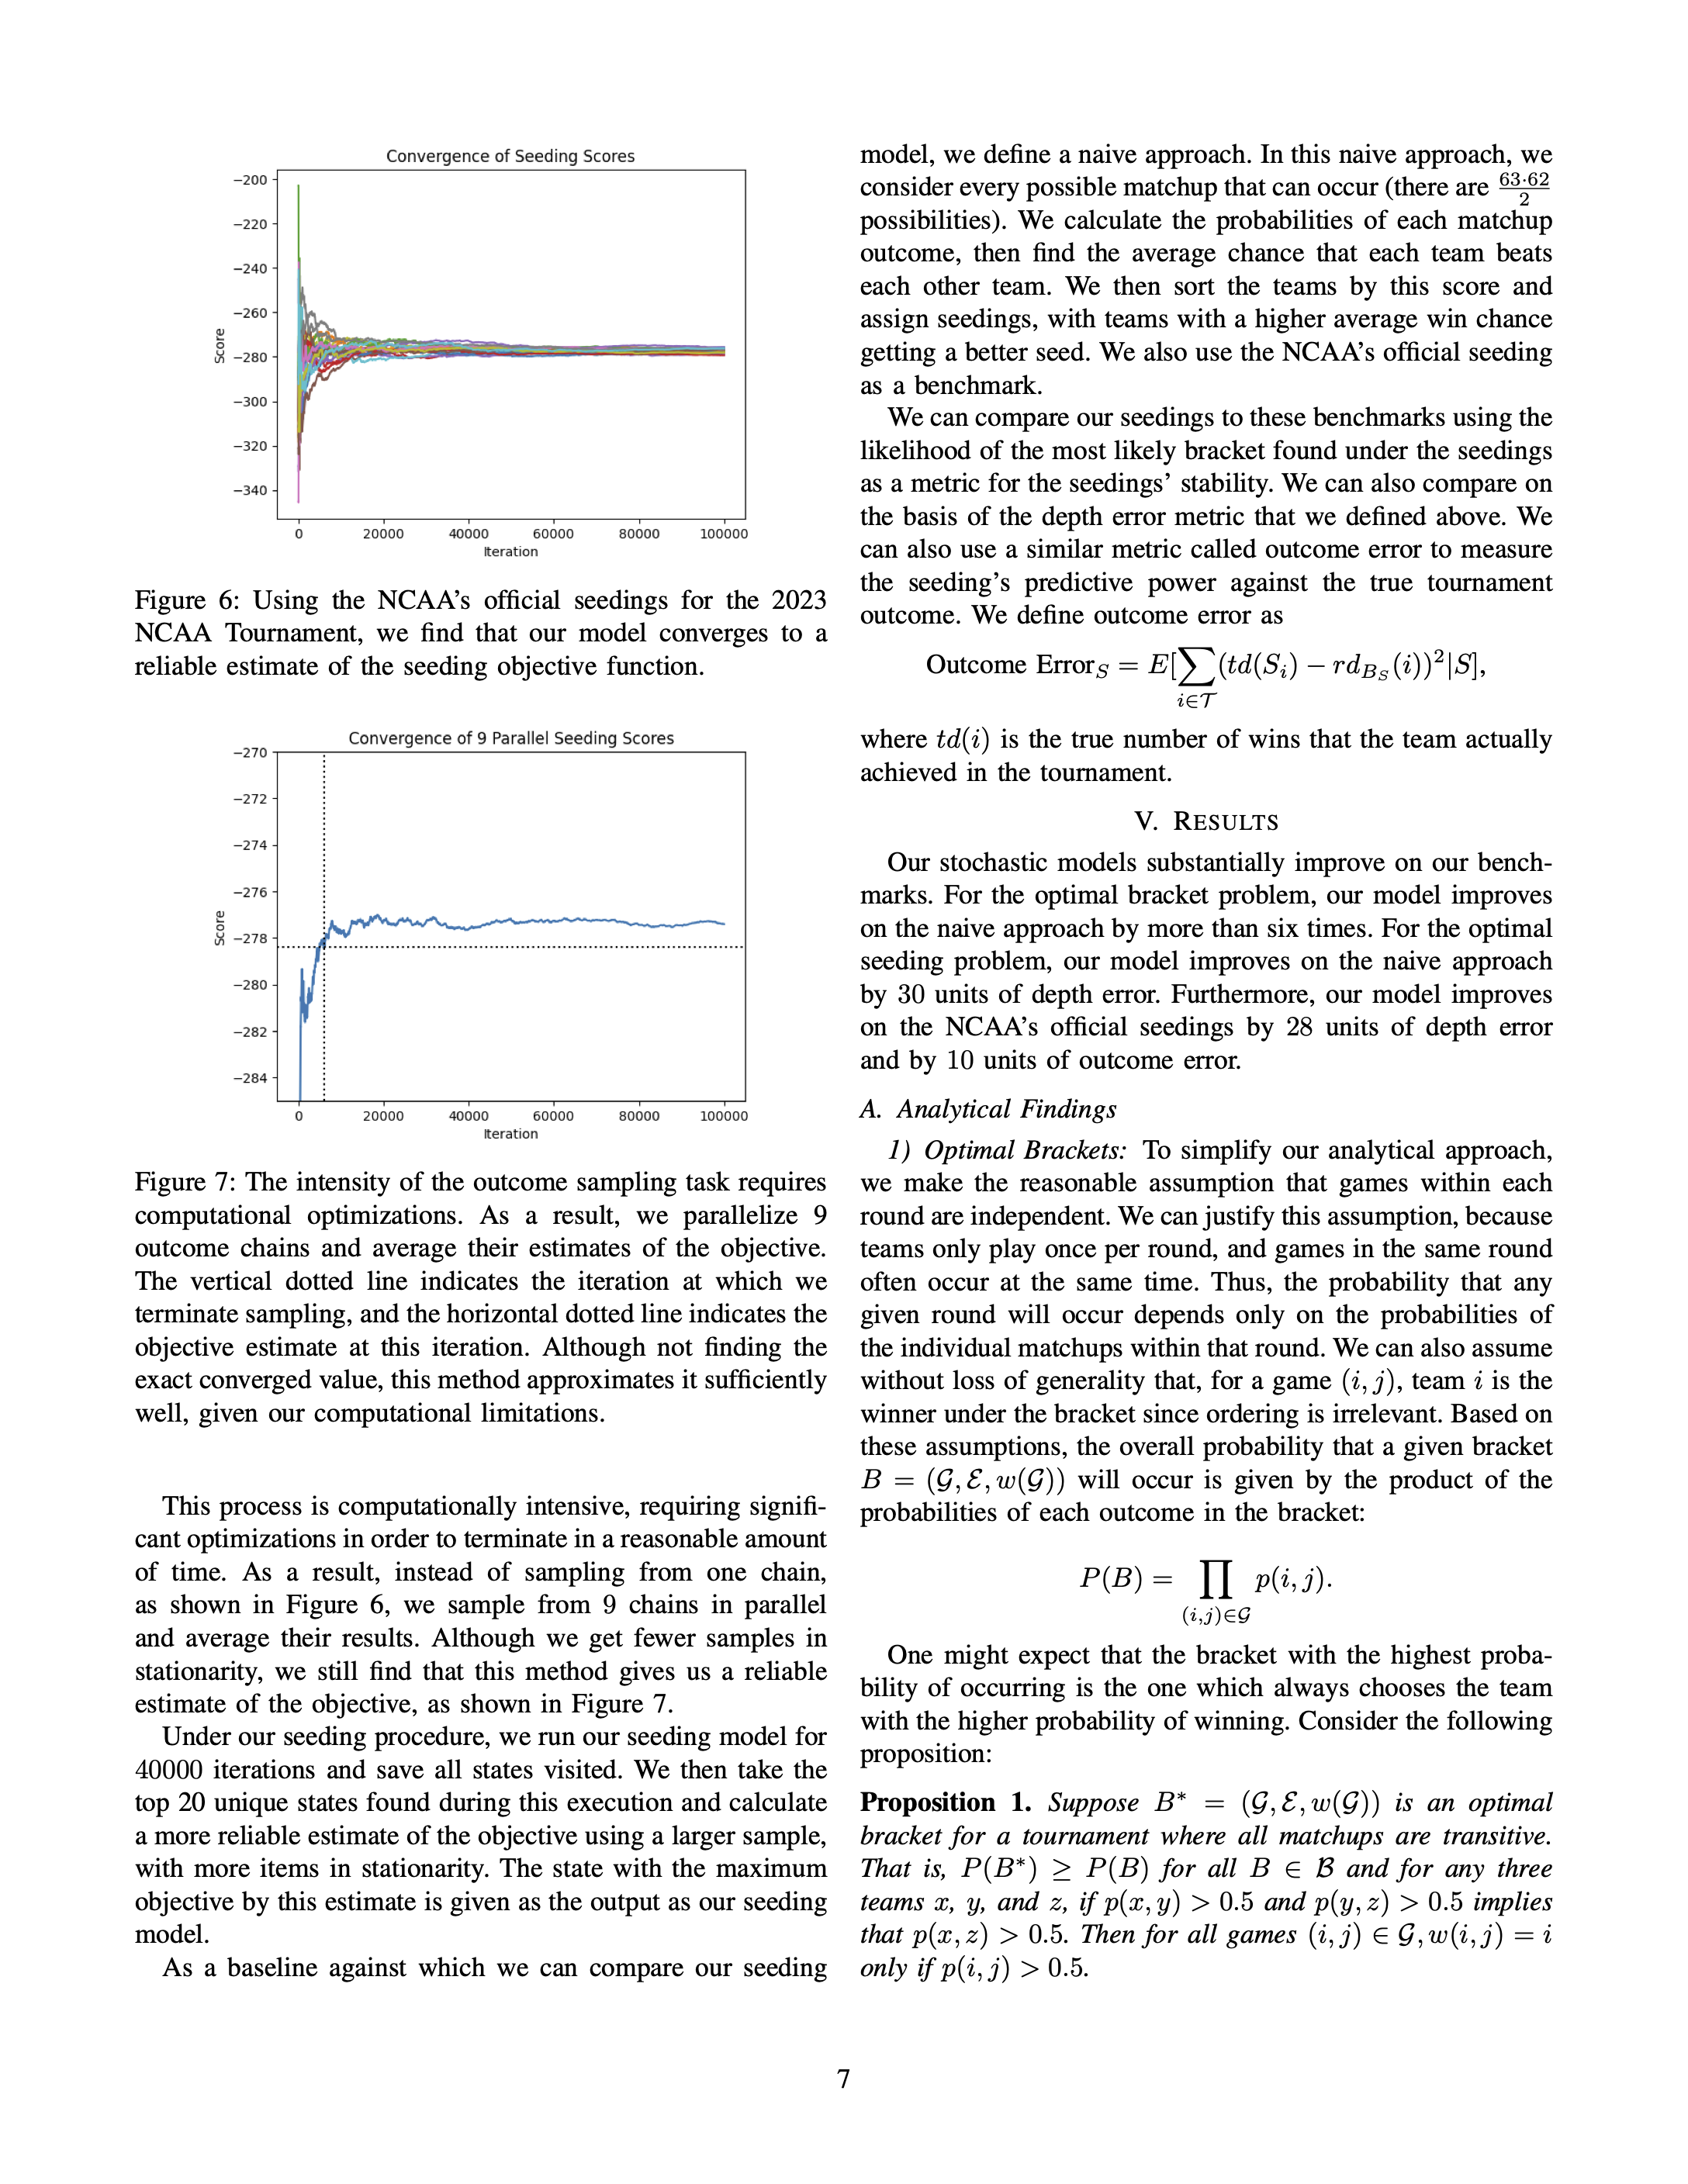 Convergence of Seeding Scores
−200
−220
−240
−260
−280
−300
−320
−340
Score
0 20000 40000 60000 80000 100000
Iteration
Figure 6: Using the NCAA's official seedings for the 2023
NCAA Tournament, we find that our model converges to a
reliable estimate of the seeding objective function.
Convergence of 9 Parallel Seeding Scores
−270
−272
−274
−276
−278
−280
−282
−284
Score
0 20000 40000 60000 80000 100000
Iteration
Figure 7: The intensity of the outcome sampling task requires
computational optimizations. As a result, we parallelize 9
outcome chains and average their estimates of the objective.
The vertical dotted line indicates the iteration at which we
terminate sampling, and the horizontal dotted line indicates the
objective estimate at this iteration. Although not finding the
exact converged value, this method approximates it sufficiently
well, given our computational limitations.
This process is computationally intensive, requiring signifi-
cant optimizations in order to terminate in a reasonable amount
of time. As a result, instead of sampling from one chain,
as shown in Figure 6, we sample from 9 chains in parallel
and average their results. Although we get fewer samples in
stationarity, we still find that this method gives us a reliable
estimate of the objective, as shown in Figure 7.
Under our seeding procedure, we run our seeding model for
40000 iterations and save all states visited. We then take the
top 20 unique states found during this execution and calculate
a more reliable estimate of the objective using a larger sample,
with more items in stationarity. The state with the maximum
objective by this estimate is given as the output as our seeding
model.
As a baseline against which we can compare our seeding
model, we define a naive approach. In this naive approach, we
consider every possible matchup that can occur (there are 63·62/2
possibilities). We calculate the probabilities of each matchup
outcome, then find the average chance that each team beats
each other team. We then sort the teams by this score and
assign seedings, with teams with a higher average win chance
getting a better seed. We also use the NCAA's official seeding
as a benchmark.
We can compare our seedings to these benchmarks using the
likelihood of the most likely bracket found under the seedings
as a metric for the seedings' stability. We can also compare on
the basis of the depth error metric that we defined above. We
can also use a similar metric called outcome error to measure
the seeding's predictive power against the true tournament
outcome. We define outcome error as
Outcome Error_S = E[∑_{i∈𝒯} (td(S_i) − rd_{B_S}(i))²|S],
where td(i) is the true number of wins that the team actually
achieved in the tournament.
V. RESULTS
Our stochastic models substantially improve on our bench-
marks. For the optimal bracket problem, our model improves
on the naive approach by more than six times. For the optimal
seeding problem, our model improves on the naive approach
by 30 units of depth error. Furthermore, our model improves
on the NCAA's official seedings by 28 units of depth error
and by 10 units of outcome error.
A. Analytical Findings
1) Optimal Brackets: To simplify our analytical approach,
we make the reasonable assumption that games within each
round are independent. We can justify this assumption, because
teams only play once per round, and games in the same round
often occur at the same time. Thus, the probability that any
given round will occur depends only on the probabilities of
the individual matchups within that round. We can also assume
without loss of generality that, for a game (i, j), team i is the
winner under the bracket since ordering is irrelevant. Based on
these assumptions, the overall probability that a given bracket
B = (𝒢, ℰ, w(𝒢)) will occur is given by the product of the
probabilities of each outcome in the bracket:
P(B) = ∏_{(i,j)∈𝒢} p(i, j).
One might expect that the bracket with the highest proba-
bility of occurring is the one which always chooses the team
with the higher probability of winning. Consider the following
proposition:
Proposition 1. Suppose B* = (𝒢, ℰ, w(𝒢)) is an optimal
bracket for a tournament where all matchups are transitive.
That is, P(B*) ≥ P(B) for all B ∈ ℬ and for any three
teams x, y, and z, if p(x, y) > 0.5 and p(y, z) > 0.5 implies
that p(x, z) > 0.5. Then for all games (i, j) ∈ 𝒢, w(i, j) = i
only if p(i, j) > 0.5.
7